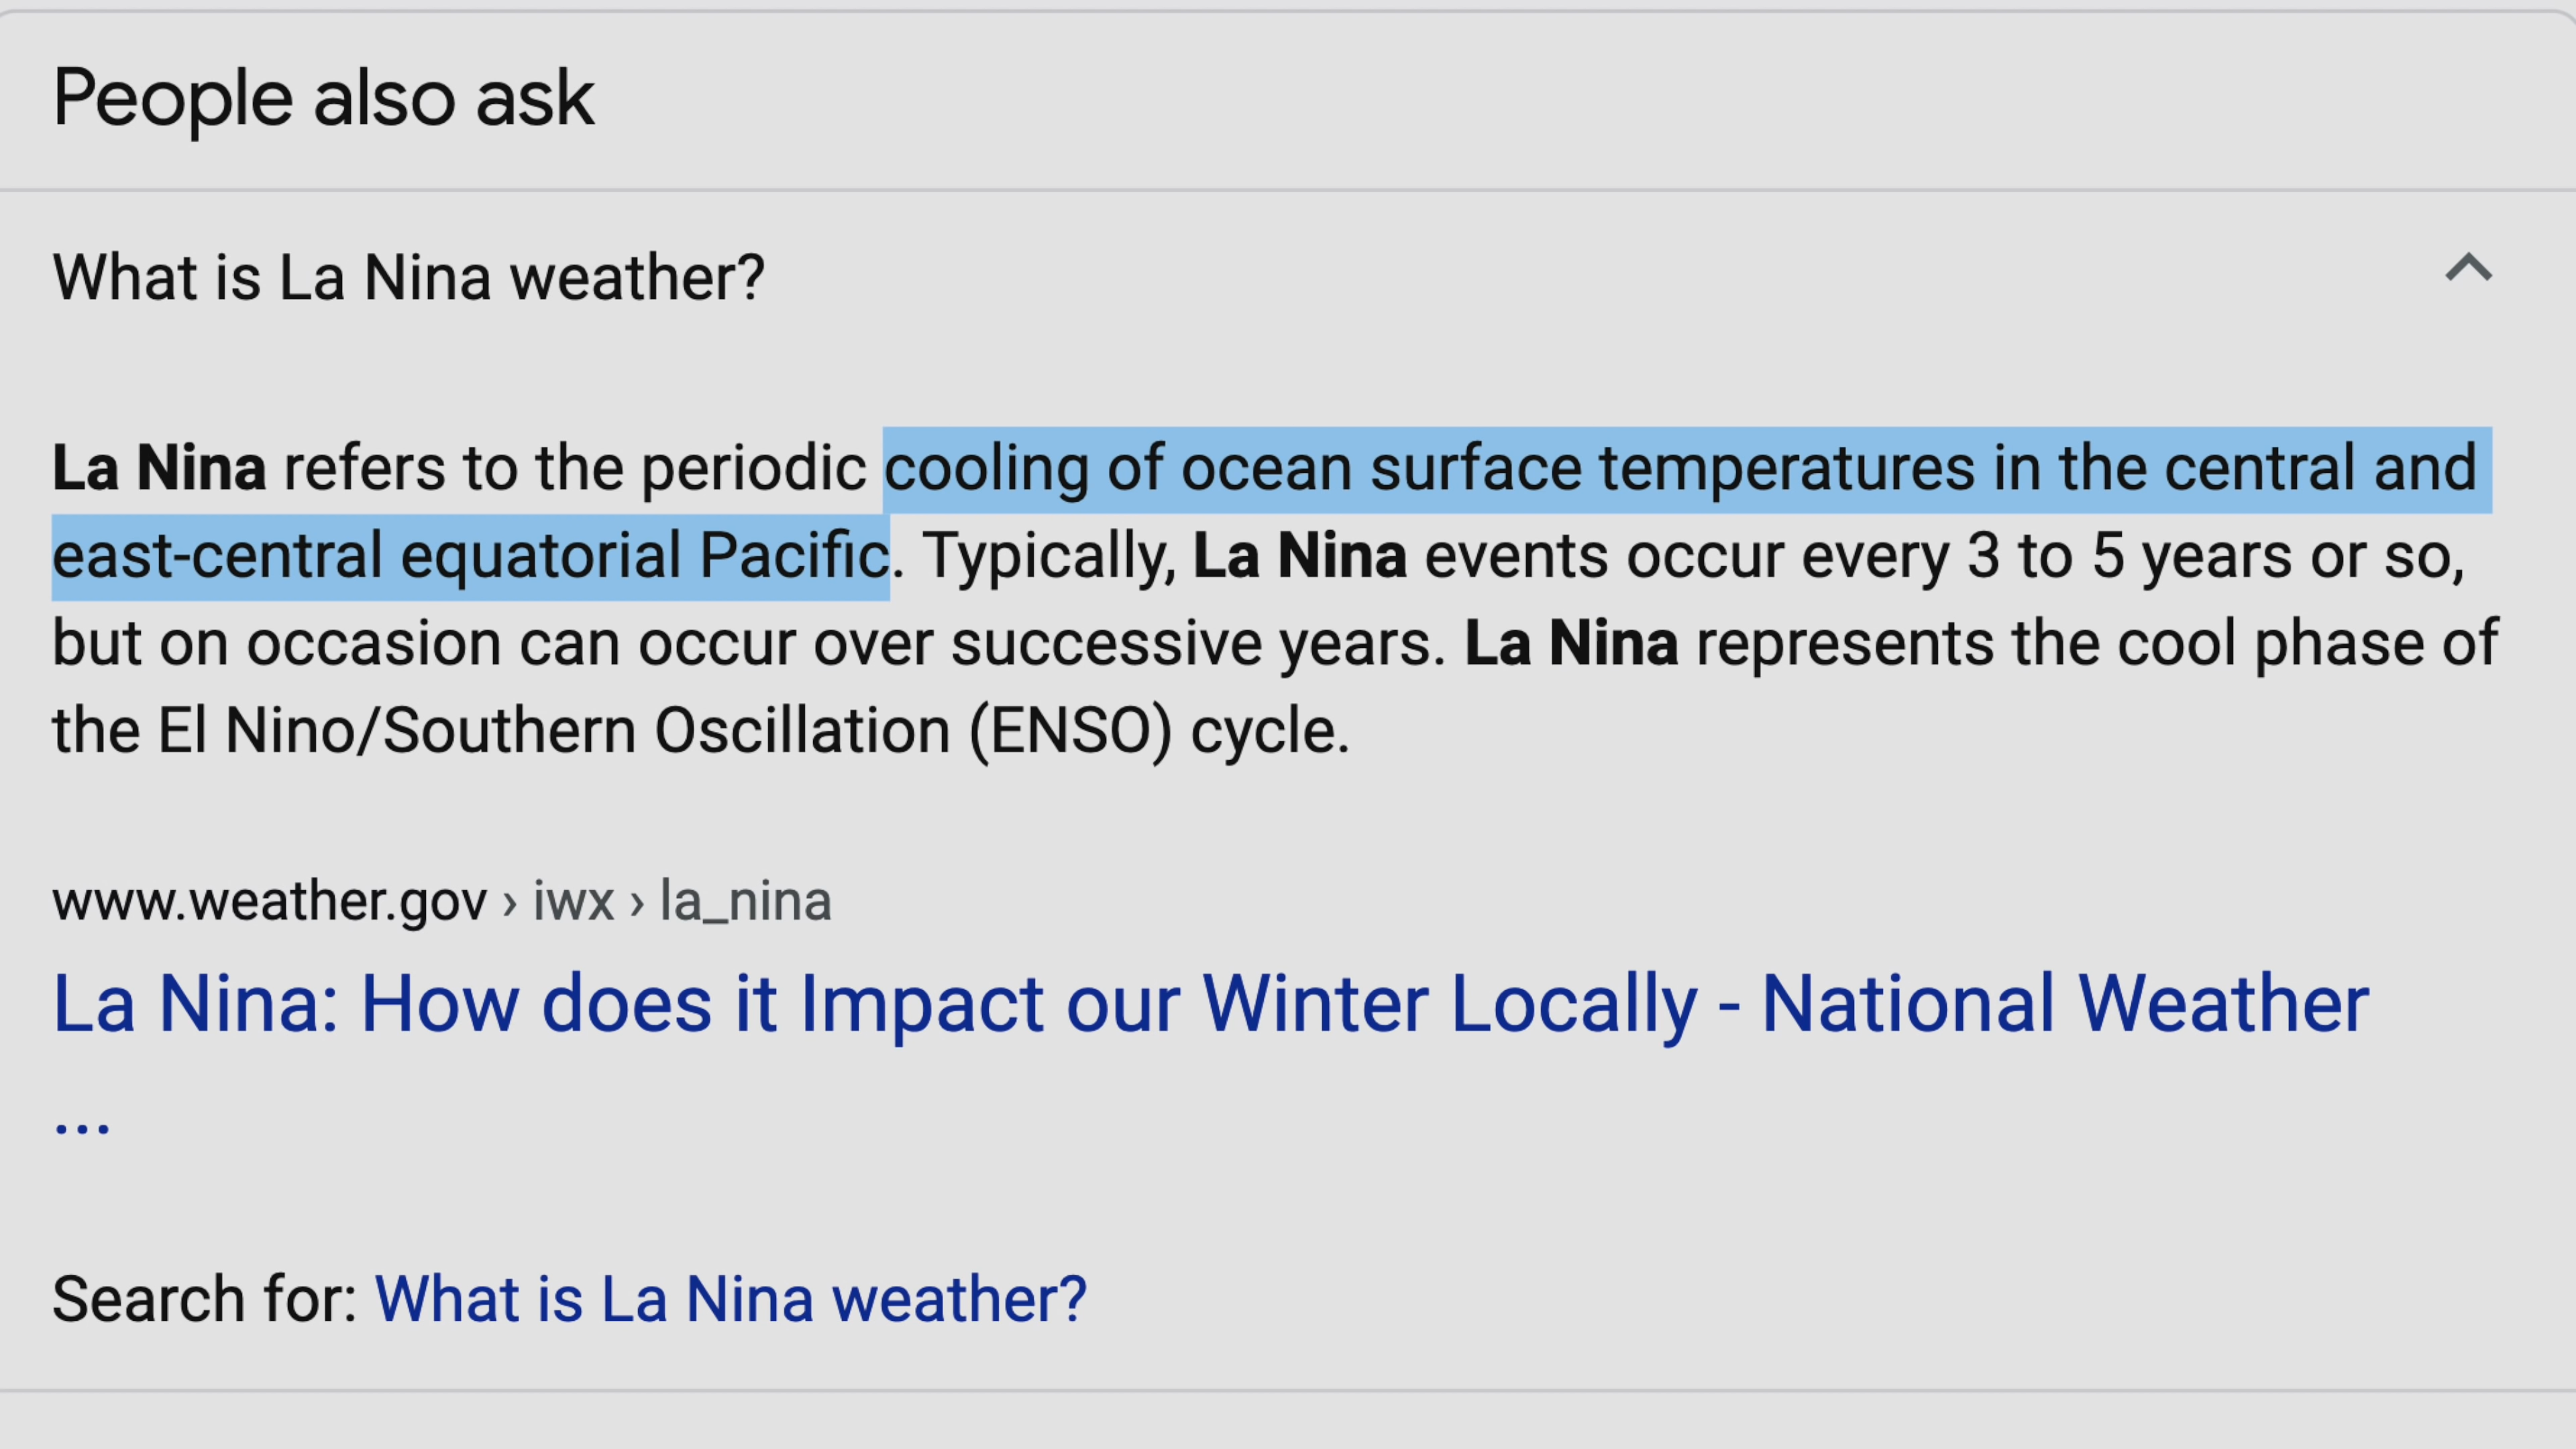 People also ask
What is La Nina weather?
La Nina refers to the periodic cooling of ocean surface temperatures in the central and
east-central equatorial Pacific. Typically, La Nina events occur every 3 to 5 years or so,
but on occasion can occur over successive years. La Nina represents the cool phase of
the El Nino/Southern Oscillation (ENSO) cycle.
www.weather.gov › iwx › la_nina
La Nina: How does it Impact our Winter Locally - National Weather
...
Search for: What is La Nina weather?